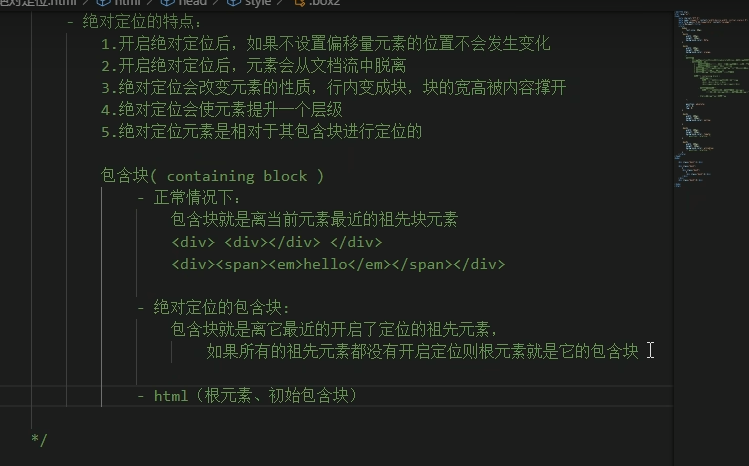 绝对定位.html html head style .box2
- 绝对定位的特点：
1.开启绝对定位后，如果不设置偏移量元素的位置不会发生变化
2.开启绝对定位后，元素会从文档流中脱离
3.绝对定位会改变元素的性质，行内变成块，块的宽高被内容撑开
4.绝对定位会使元素提升一个层级
5.绝对定位元素是相对于其包含块进行定位的
包含块( containing block )
- 正常情况下：
包含块就是离当前元素最近的祖先块元素
<div> <div></div> </div>
<div><span><em>hello</em></span></div>
- 绝对定位的包含块:
包含块就是离它最近的开启了定位的祖先元素，
如果所有的祖先元素都没有开启定位则根元素就是它的包含块
- html（根元素、初始包含块）
*/